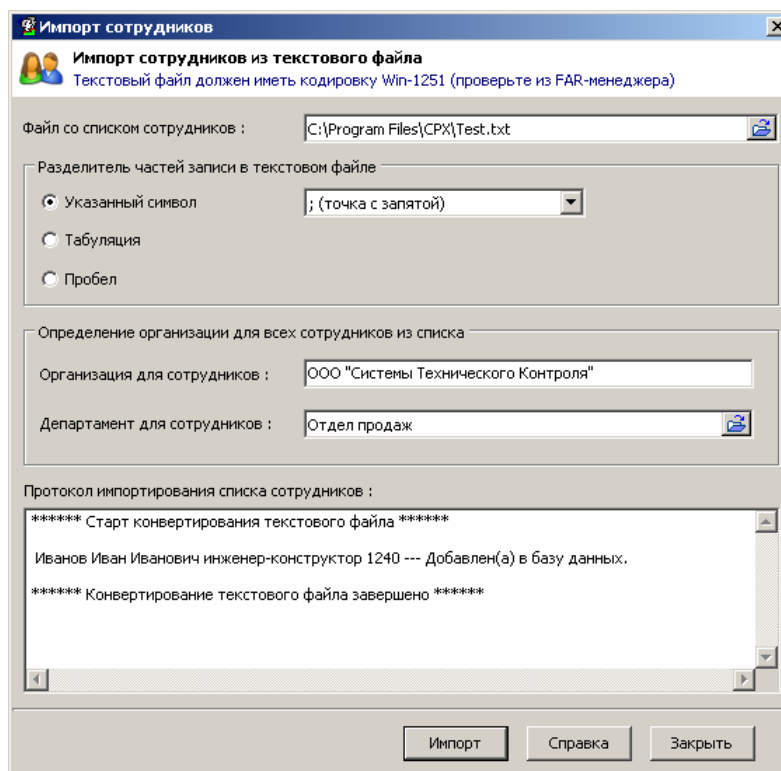 Импорт сотрудников
Импорт сотрудников из текстового файла
Текстовый файл должен иметь кодировку Win-1251 (проверьте из FAR-менеджера)
Файл со списком сотрудников : C:\Program Files\CPX\Test.txt
Разделитель частей записи в текстовом файле
Указанный символ ; (точка с запятой)
Табуляция
Пробел
Определение организации для всех сотрудников из списка
Организация для сотрудников : ООО "Системы Технического Контроля"
Департамент для сотрудников : Отдел продаж
Протокол импортирования списка сотрудников :
****** Старт конвертирования текстового файла ******
Иванов Иван Иванович инженер-конструктор 1240 --- Добавлен(а) в базу данных.
****** Конвертирование текстового файла завершено ******
Импорт Справка Закрыть